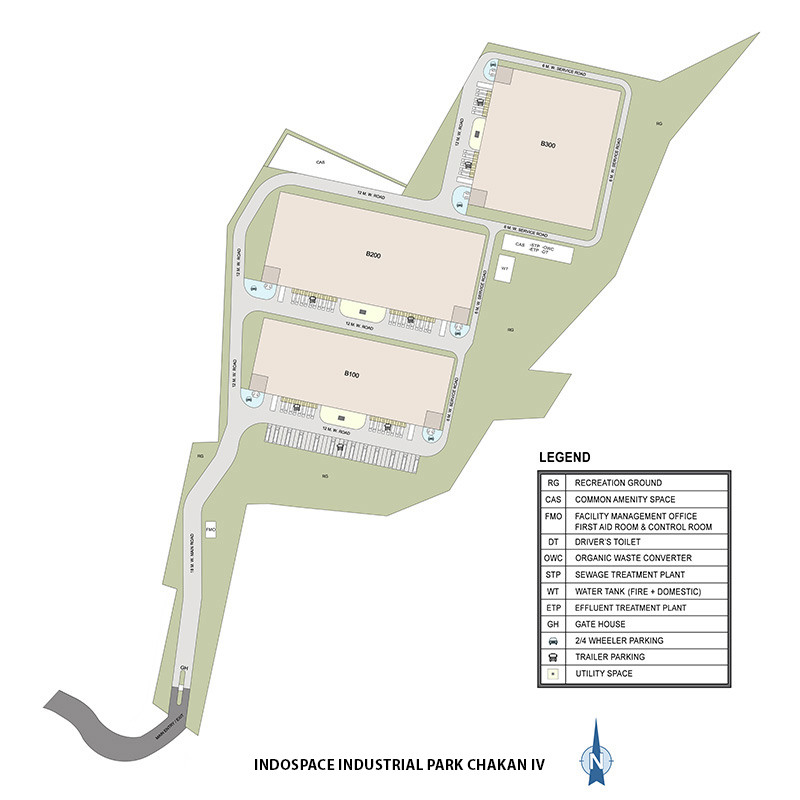 8 M. W. SERVICE ROAD
RG
12 M. W. ROAD
B300
8 M. W. SERVICE ROAD
CAS
12 M. W. ROAD
8 M. W. SERVICE ROAD
CAS STP OWC
ETP DT
12 M. W. ROAD
B200
WT
8 M. W. SERVICE ROAD
12 M. W. ROAD
RG
12 M. W. ROAD
B100
8 M. W. SERVICE ROAD
12 M. W. ROAD
FMO
18 M. W. MAIN ROAD
GH
MAIN ENTRY / EXIT
LEGEND
RG RECREATION GROUND
CAS COMMON AMENITY SPACE
FMO FACILITY MANAGEMENT OFFICE
FIRST AID ROOM & CONTROL ROOM
DT DRIVER'S TOILET
OWC ORGANIC WASTE CONVERTER
STP SEWAGE TREATMENT PLANT
WT WATER TANK (FIRE + DOMESTIC)
ETP EFFLUENT TREATMENT PLANT
GH GATE HOUSE
2/4 WHEELER PARKING
TRAILER PARKING
UTILITY SPACE
INDOSPACE INDUSTRIAL PARK CHAKAN IV
N